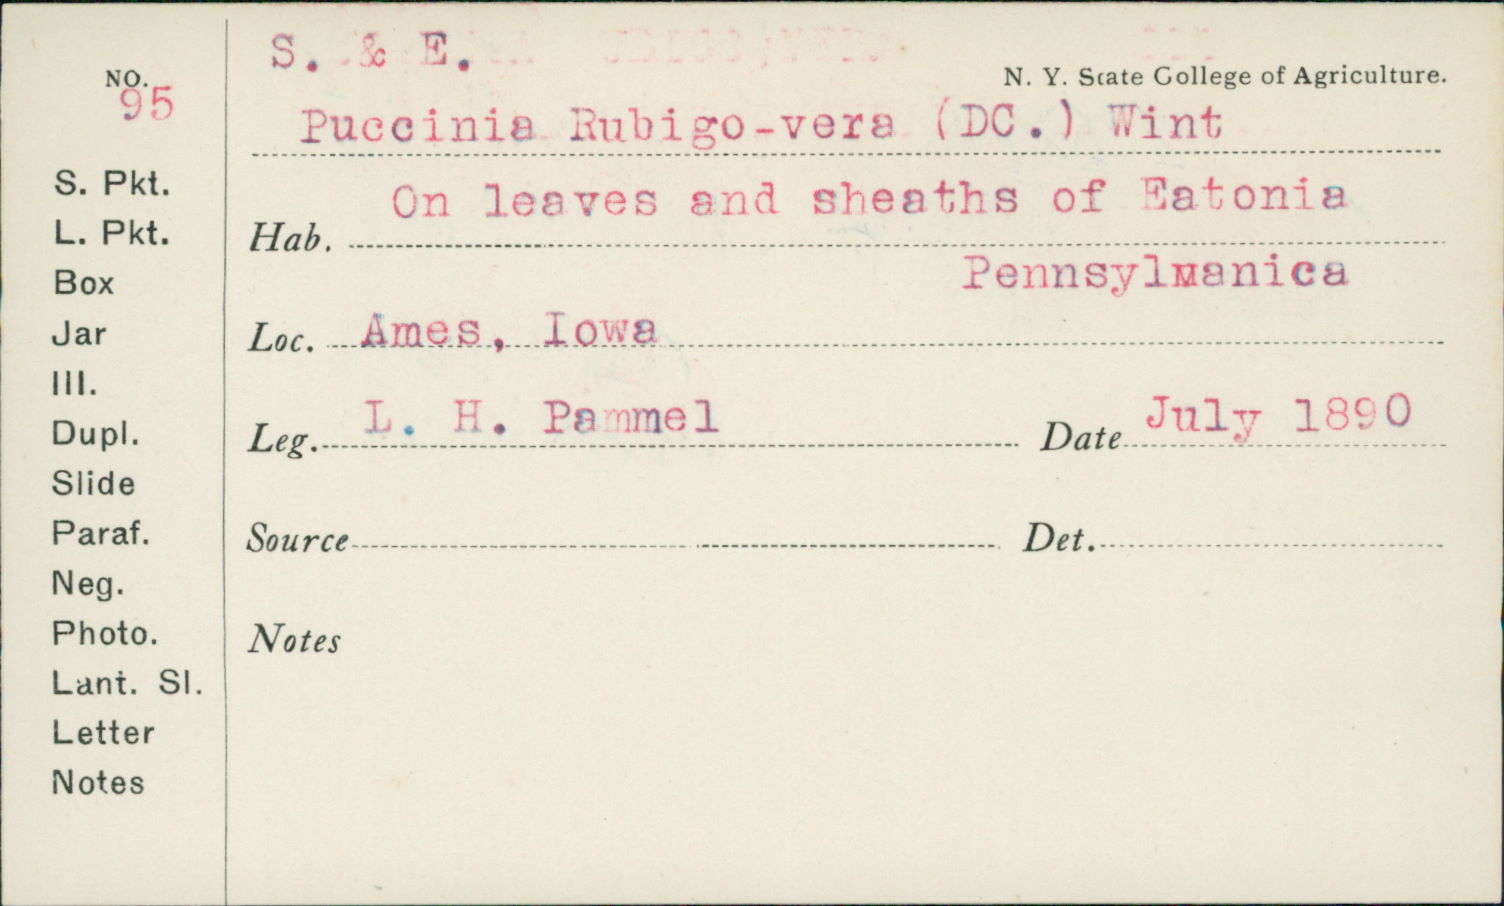 S. & E.
N. Y. State College of Agriculture.
NO.
95
Puccinia Rubigo-vera (DC.) Wint
S. Pkt.
L. Pkt.
Box
Jar
Ill.
Dupl.
Slide
Paraf.
Neg.
Photo.
Lant. Sl.
Letter
Notes
Hab. On leaves and sheaths of Eatonia
Pennsylmanica
Loc. Ames, Iowa
Leg. L. H. Pammel Date July 1890
Source Det.
Notes